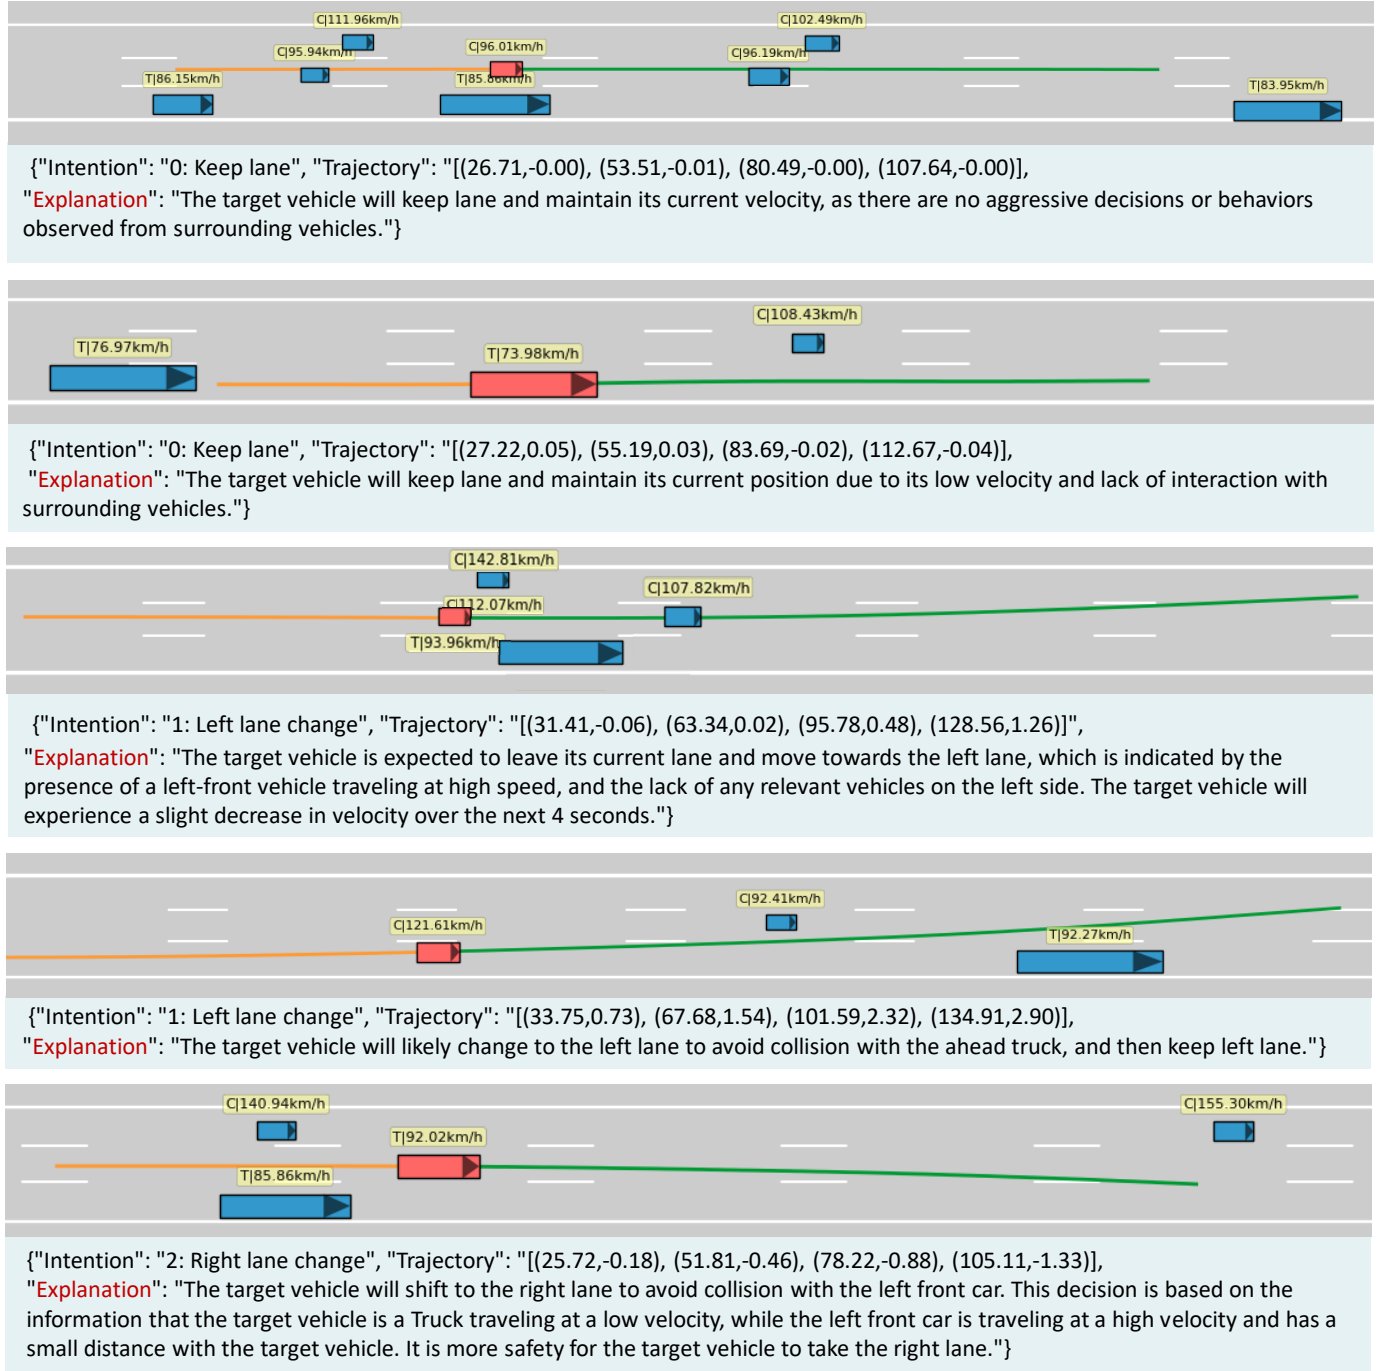 C|111.96km/h
C|102.49km/h
C|96.01km/h
C|95.94km/h
C|96.19km/h
T|86.15km/h
T|85.86km/h
T|83.95km/h
{"Intention": "0: Keep lane", "Trajectory": "[(26.71,-0.00), (53.51,-0.01), (80.49,-0.00), (107.64,-0.00)],
"Explanation": "The target vehicle will keep lane and maintain its current velocity, as there are no aggressive decisions or behaviors
observed from surrounding vehicles."}
C|108.43km/h
T|76.97km/h
T|73.98km/h
{"Intention": "0: Keep lane", "Trajectory": "[(27.22,0.05), (55.19,0.03), (83.69,-0.02), (112.67,-0.04)],
"Explanation": "The target vehicle will keep lane and maintain its current position due to its low velocity and lack of interaction with
surrounding vehicles."}
C|142.81km/h
C|107.82km/h
C|112.07km/h
T|93.96km/h
{"Intention": "1: Left lane change", "Trajectory": "[(31.41,-0.06), (63.34,0.02), (95.78,0.48), (128.56,1.26)]",
"Explanation": "The target vehicle is expected to leave its current lane and move towards the left lane, which is indicated by the
presence of a left-front vehicle traveling at high speed, and the lack of any relevant vehicles on the left side. The target vehicle will
experience a slight decrease in velocity over the next 4 seconds."}
C|92.41km/h
C|121.61km/h
T|92.27km/h
{"Intention": "1: Left lane change", "Trajectory": "[(33.75,0.73), (67.68,1.54), (101.59,2.32), (134.91,2.90)],
"Explanation": "The target vehicle will likely change to the left lane to avoid collision with the ahead truck, and then keep left lane."}
C|140.94km/h
C|155.30km/h
T|92.02km/h
T|85.86km/h
{"Intention": "2: Right lane change", "Trajectory": "[(25.72,-0.18), (51.81,-0.46), (78.22,-0.88), (105.11,-1.33)],
"Explanation": "The target vehicle will shift to the right lane to avoid collision with the left front car. This decision is based on the
information that the target vehicle is a Truck traveling at a low velocity, while the left front car is traveling at a high velocity and has a
small distance with the target vehicle. It is more safety for the target vehicle to take the right lane."}